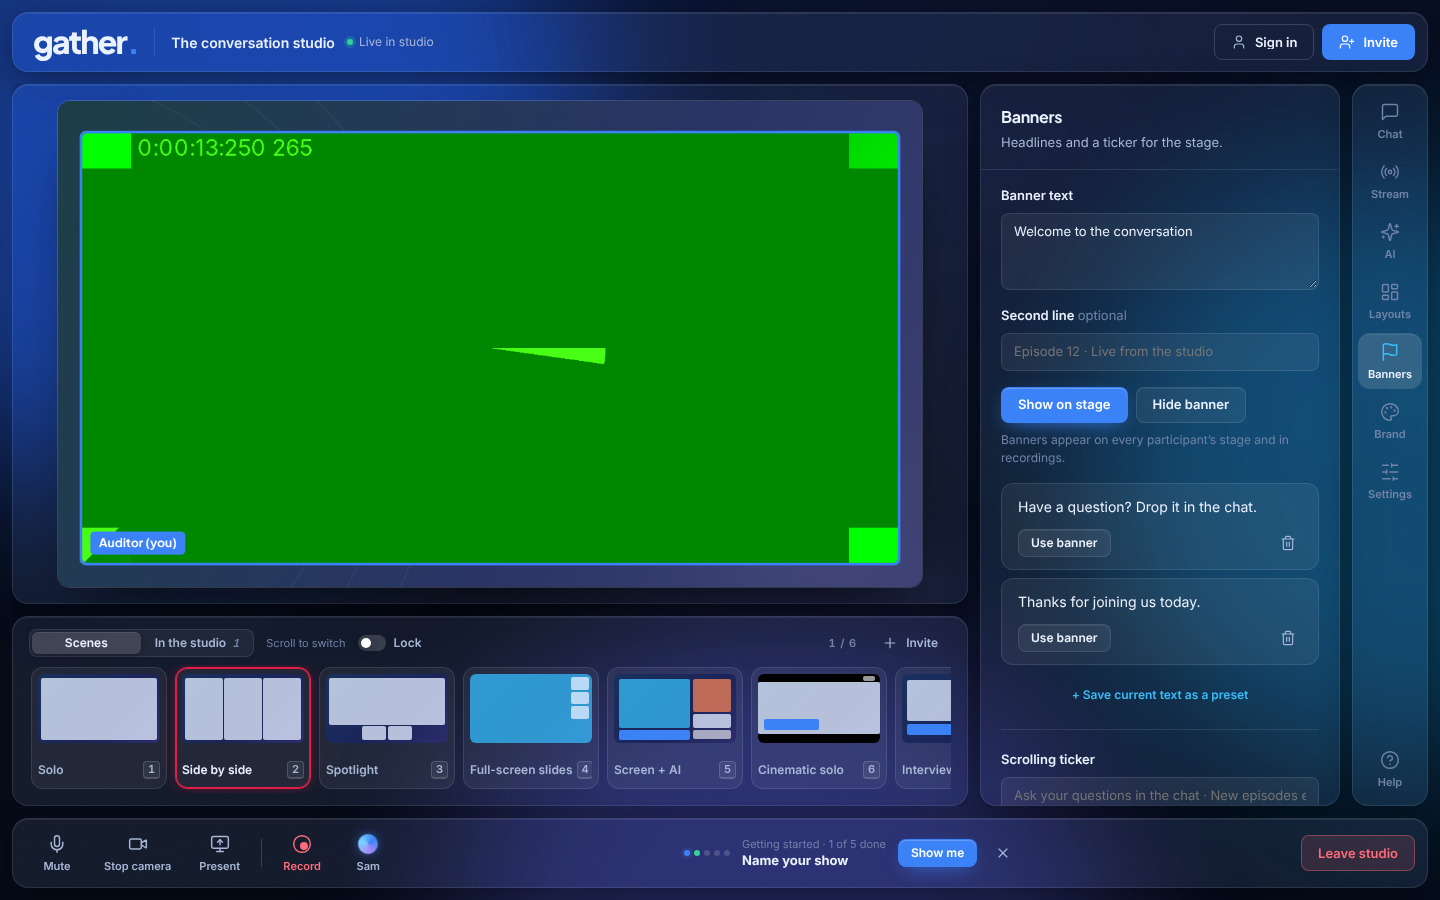 gather.
The conversation studio
Live in studio
Sign in
Invite
0:00:13:250 265
Auditor (you)
Scenes
In the studio 1
Scroll to switch
Lock
1 / 6
Invite
Solo 1
Side by side 2
Spotlight 3
Full-screen slides 4
Screen + AI 5
Cinematic solo 6
Interview
Banners
Headlines and a ticker for the stage.
Banner text
Welcome to the conversation
Second line optional
Episode 12 · Live from the studio
Show on stage
Hide banner
Banners appear on every participant's stage and in
recordings.
Have a question? Drop it in the chat.
Use banner
Thanks for joining us today.
Use banner
+ Save current text as a preset
Scrolling ticker
Ask your questions in the chat · New episodes
Chat
Stream
AI
Layouts
Banners
Brand
Settings
Help
Mute
Stop camera
Present
Record
Sam
Getting started · 1 of 5 done
Name your show
Show me
Leave studio